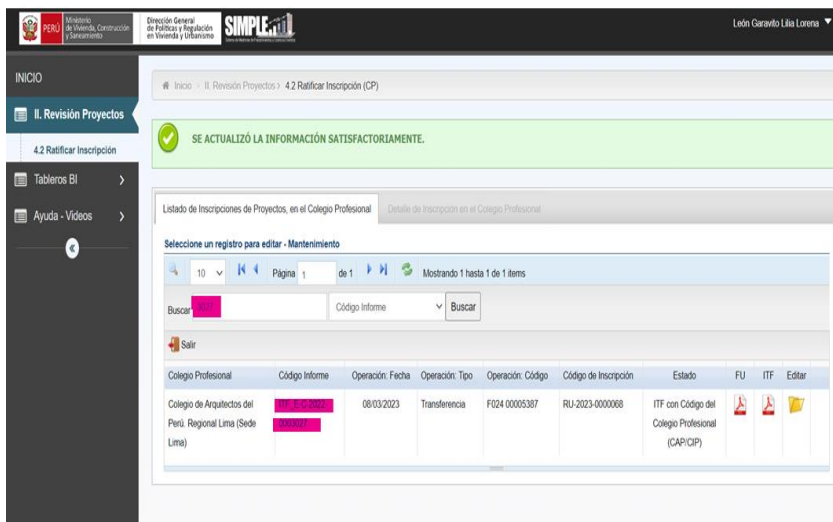 PERÚ
Ministerio
de Vivienda, Construcción
y Saneamiento
Dirección General
de Políticas y Regulación
en Vivienda y Urbanismo
SIMPLE
León Garavito Lilia Lorena
INICIO
II. Revisión Proyectos
4.2 Ratificar Inscripción
Tableros BI
Ayuda - Videos
Inicio > II. Revisión Proyectos > 4.2 Ratificar Inscripción (CP)
SE ACTUALIZÓ LA INFORMACIÓN SATISFACTORIAMENTE.
Listado de Inscripciones de Proyectos, en el Colegio Profesional
Detalle de Inscripción en el Colegio Profesional
Seleccione un registro para editar - Mantenimiento
10 Página 1 de 1 Mostrando 1 hasta 1 de 1 items
Buscar* 3027 Código Informe Buscar
Salir
Colegio Profesional Código Informe Operación: Fecha Operación: Tipo Operación: Código Código de Inscripción Estado FU ITF Editar
Colegio de Arquitectos del ITF_E-C-2022- 08/03/2023 Transferencia F024 00005387 RU-2023-0000068 ITF con Código del
Perú. Regional Lima (Sede 0003027 Colegio Profesional
Lima) (CAP/CIP)